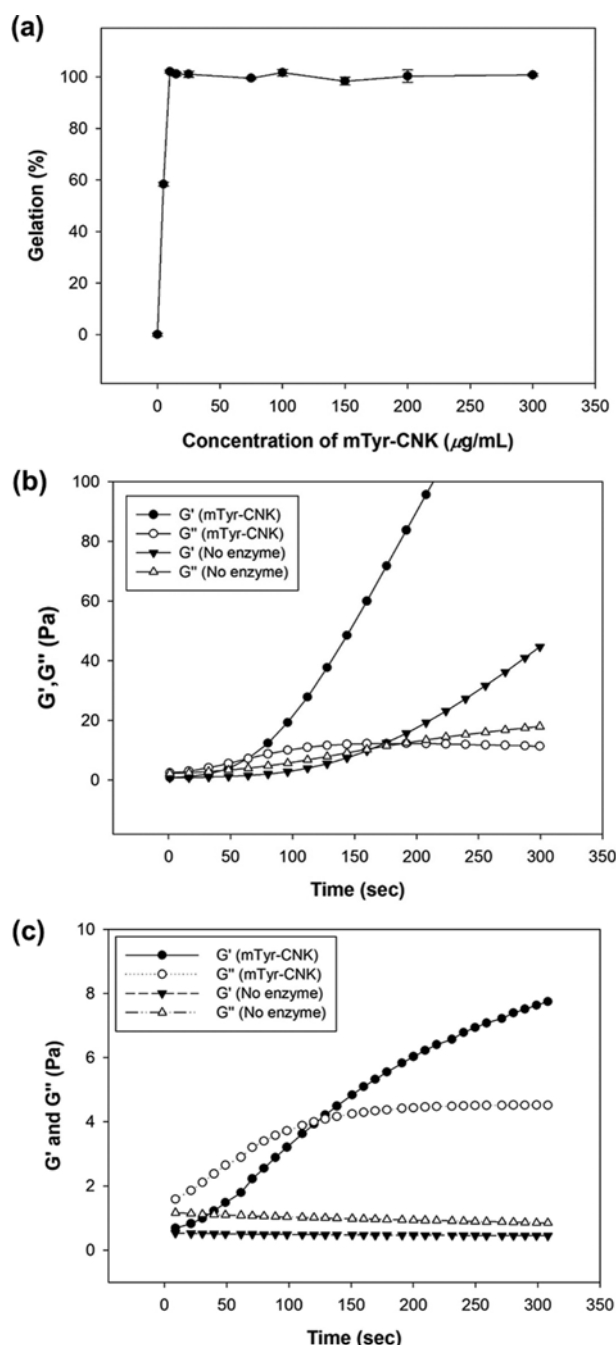 (a)
120
100
80
60
40
20
0
Gelation (%)
0 50 100 150 200 250 300 350
Concentration of mTyr-CNK (µg/mL)
(b)
100
80
60
40
20
0
G',G" (Pa)
G' (mTyr-CNK)
G" (mTyr-CNK)
G' (No enzyme)
G" (No enzyme)
0 50 100 150 200 250 300 350
Time (sec)
(c)
10
8
6
4
2
0
G' and G" (Pa)
G' (mTyr-CNK)
G" (mTyr-CNK)
G' (No enzyme)
G" (No enzyme)
0 50 100 150 200 250 300 350
Time (sec)